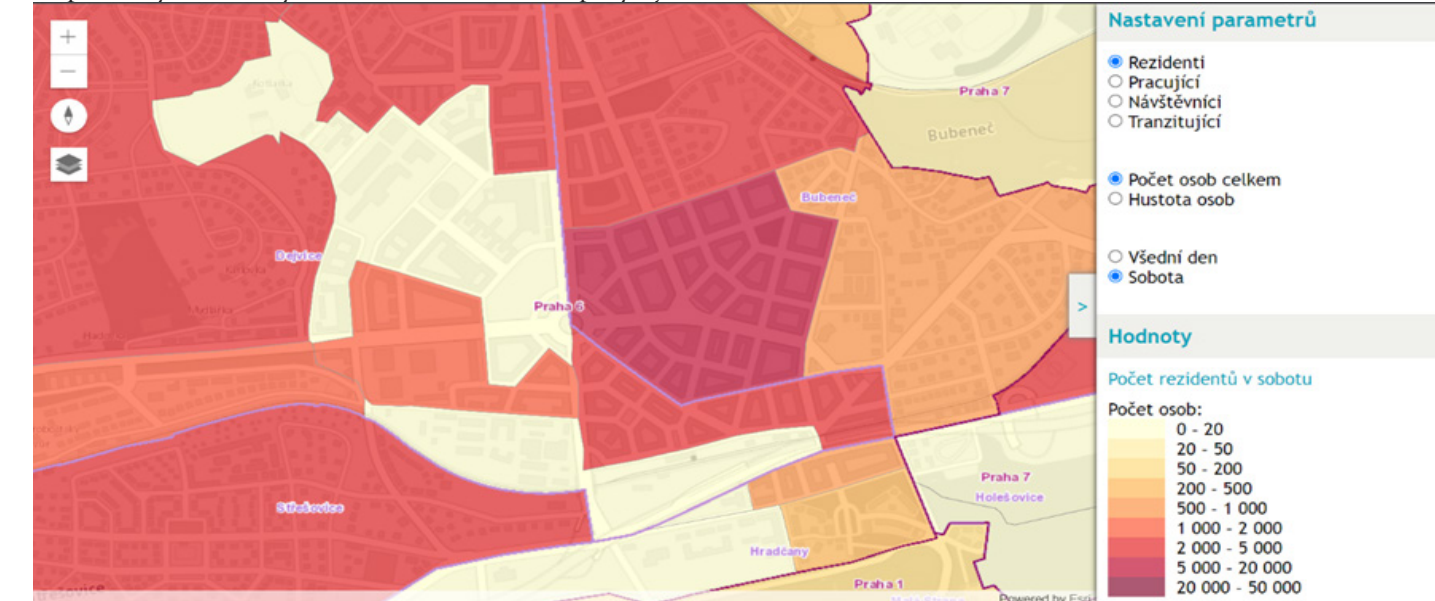 Nastavení parametrů
Rezidenti
Pracující
Návštěvníci
Tranzitující
Počet osob celkem
Hustota osob
Všední den
Sobota
Hodnoty
Počet rezidentů v sobotu
Počet osob:
0 - 20
20 - 50
50 - 200
200 - 500
500 - 1 000
1 000 - 2 000
2 000 - 5 000
5 000 - 20 000
20 000 - 50 000
+
−
>
Praha 7
Bubeneč
Bubeneč
Dejvice
Praha 6
Praha 7
Holešovice
Střešovice
Hradčany
Praha 1
Powered by Esri